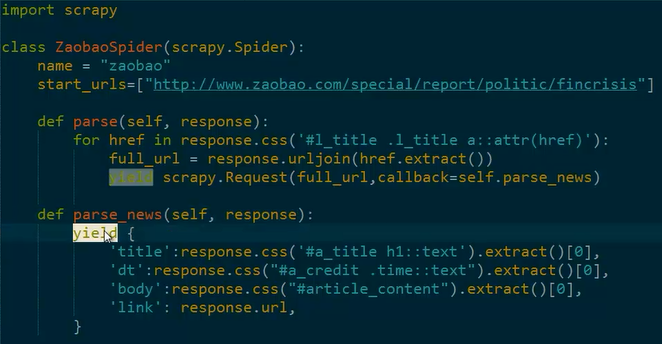 import scrapy
class ZaobaoSpider(scrapy.Spider):
name = "zaobao"
start_urls=["http://www.zaobao.com/special/report/politic/fincrisis"]
def parse(self, response):
for href in response.css('#l_title .l_title a::attr(href)'):
full_url = response.urljoin(href.extract())
yield scrapy.Request(full_url,callback=self.parse_news)
def parse_news(self, response):
yield {
'title':response.css('#a_title h1::text').extract()[0],
'dt':response.css("#a_credit .time::text").extract()[0],
'body':response.css("#article_content").extract()[0],
'link': response.url,
}